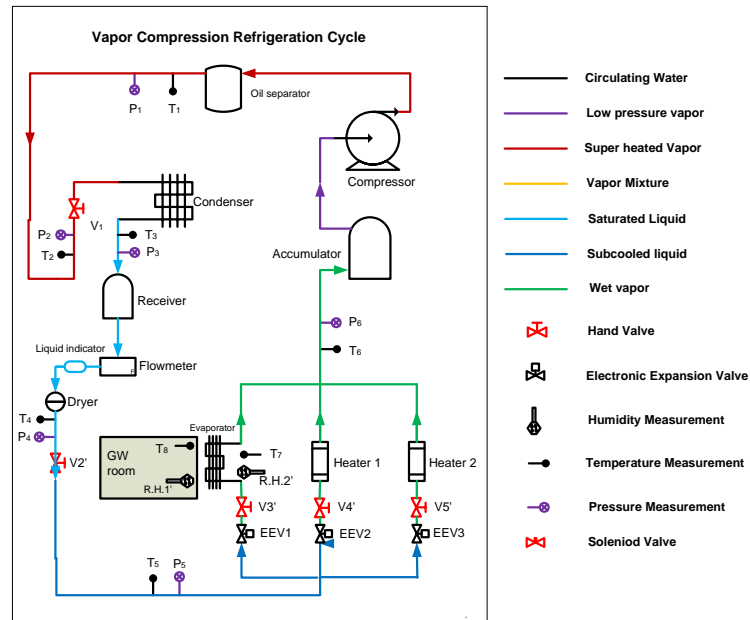 Vapor Compression Refrigeration Cycle
Oil separator
P1
T1
Compressor
Condenser
V1
P2
T2
T3
P3
Accumulator
Receiver
P6
T6
Liquid indicator
Flowmeter
F
Dryer
T4
P4
V2'
GW
room
T8
R.H.1'
Evaporator
T7
R.H.2'
Heater 1
Heater 2
V3'
V4'
V5'
EEV1
EEV2
EEV3
T5
P5
Circulating Water
Low pressure vapor
Super heated Vapor
Vapor Mixture
Saturated Liquid
Subcooled liquid
Wet vapor
Hand Valve
Electronic Expansion Valve
Humidity Measurement
Temperature Measurement
Pressure Measurement
Soleniod Valve